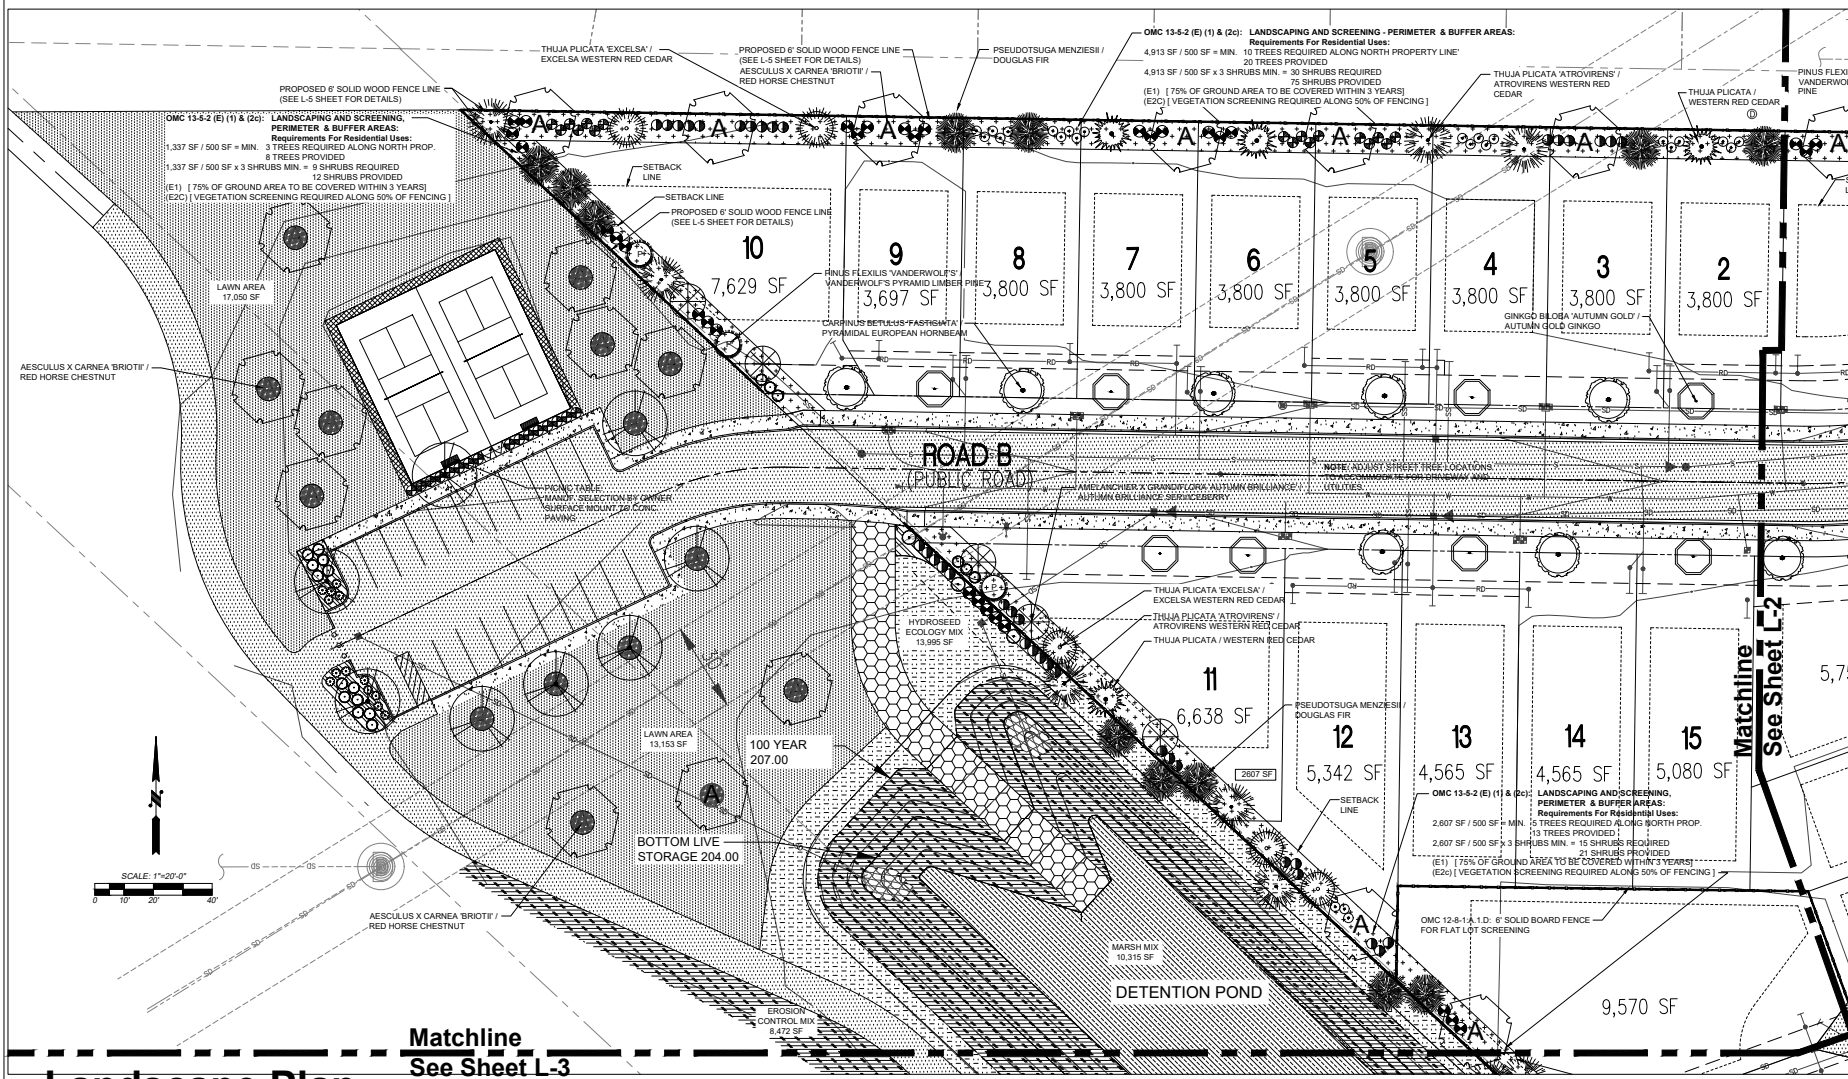 OMC 13-5-2 (E) (1) & (2c): LANDSCAPING AND SCREENING - PERIMETER & BUFFER AREAS:
Requirements For Residential Uses:
4,913 SF / 500 SF = MIN. 10 TREES REQUIRED ALONG NORTH PROPERTY LINE'
20 TREES PROVIDED
4,913 SF / 500 SF x 3 SHRUBS MIN. = 30 SHRUBS REQUIRED
75 SHRUBS PROVIDED
(E1) [ 75% OF GROUND AREA TO BE COVERED WITHIN 3 YEARS]
(E2C) [ VEGETATION SCREENING REQUIRED ALONG 50% OF FENCING ]
THUJA PLICATA 'EXCELSA' /
EXCELSA WESTERN RED CEDAR
PROPOSED 6' SOLID WOOD FENCE LINE
(SEE L-5 SHEET FOR DETAILS)
AESCULUS X CARNEA 'BRIOTII' /
RED HORSE CHESTNUT
PSEUDOTSUGA MENZIESII /
DOUGLAS FIR
THUJA PLICATA 'ATROVIRENS' /
ATROVIRENS WESTERN RED
CEDAR
THUJA PLICATA /
WESTERN RED CEDAR
D
PINUS FLEXI
VANDERWO
PINE
PROPOSED 6' SOLID WOOD FENCE LINE
(SEE L-5 SHEET FOR DETAILS)
OMC 13-5-2 (E) (1) & (2c): LANDSCAPING AND SCREENING,
PERIMETER & BUFFER AREAS:
Requirements For Residential Uses:
1,337 SF / 500 SF = MIN. 3 TREES REQUIRED ALONG NORTH PROP.
8 TREES PROVIDED
1,337 SF / 500 SF x 3 SHRUBS MIN. = 9 SHRUBS REQUIRED
12 SHRUBS PROVIDED
(E1) [ 75% OF GROUND AREA TO BE COVERED WITHIN 3 YEARS]
(E2C) [ VEGETATION SCREENING REQUIRED ALONG 50% OF FENCING ]
A A A A A A
SETBACK
LINE
SETBACK LINE
PROPOSED 6' SOLID WOOD FENCE LINE
(SEE L-5 SHEET FOR DETAILS)
10
7,629 SF
9
3,697 SF
8
3,800 SF
7
3,800 SF
6
3,800 SF
5
3,800 SF
4
3,800 SF
3
3,800 SF
2
3,800 SF
LAWN AREA
17,050 SF
PINUS FLEXILIS 'VANDERWOLF'S' /
VANDERWOLF'S PYRAMID LIMBER PINE
CARPINUS BETULUS 'FASTIGIATA' /
PYRAMIDAL EUROPEAN HORNBEAM
GINKGO BILOBA 'AUTUMN GOLD' /
AUTUMN GOLD GINKGO
AESCULUS X CARNEA 'BRIOTII' /
RED HORSE CHESTNUT
ROAD B
(PUBLIC ROAD)
NOTE: ADJUST STREET TREE LOCATIONS
TO ACCOMMODATE FOR DRIVEWAY AND
UTILITIES
PICNIC TABLE
MANUF. SELECTION BY OWNER
SURFACE MOUNT TO CONC.
PAVING
AMELANCHIER X GRANDIFLORA 'AUTUMN BRILLIANCE' /
AUTUMN BRILLIANCE SERVICEBERRY
THUJA PLICATA 'EXCELSA' /
EXCELSA WESTERN RED CEDAR
THUJA PLICATA 'ATROVIRENS' /
ATROVIRENS WESTERN RED CEDAR
THUJA PLICATA / WESTERN RED CEDAR
HYDROSEED
ECOLOGY MIX
13,995 SF
11
6,638 SF
PSEUDOTSUGA MENZIESII /
DOUGLAS FIR
12
5,342 SF
13
4,565 SF
14
4,565 SF
15
5,080 SF
5,7
Matchline
See Sheet L-2
LAWN AREA
13,153 SF
100 YEAR
207.00
2607 SF
SETBACK
LINE
OMC 13-5-2 (E) (1) & (2c): LANDSCAPING AND SCREENING,
PERIMETER & BUFFER AREAS:
Requirements For Residential Uses:
2,607 SF / 500 SF = MIN. 5 TREES REQUIRED ALONG NORTH PROP.
13 TREES PROVIDED
2,607 SF / 500 SF x 3 SHRUBS MIN. = 15 SHRUBS REQUIRED
21 SHRUBS PROVIDED
(E1) [ 75% OF GROUND AREA TO BE COVERED WITHIN 3 YEARS]
(E2c) [ VEGETATION SCREENING REQUIRED ALONG 50% OF FENCING ]
A
BOTTOM LIVE
STORAGE 204.00
N
SCALE: 1"=20'-0"
0 10' 20' 40'
AESCULUS X CARNEA 'BRIOTII' /
RED HORSE CHESTNUT
A
OMC 12-8-1.A.1.D: 6' SOLID BOARD FENCE
FOR FLAT LOT SCREENING
MARSH MIX
10,315 SF
DETENTION POND
9,570 SF
A
EROSION
CONTROL MIX
8,472 SF
Matchline
See Sheet L-3
Landscape Plan